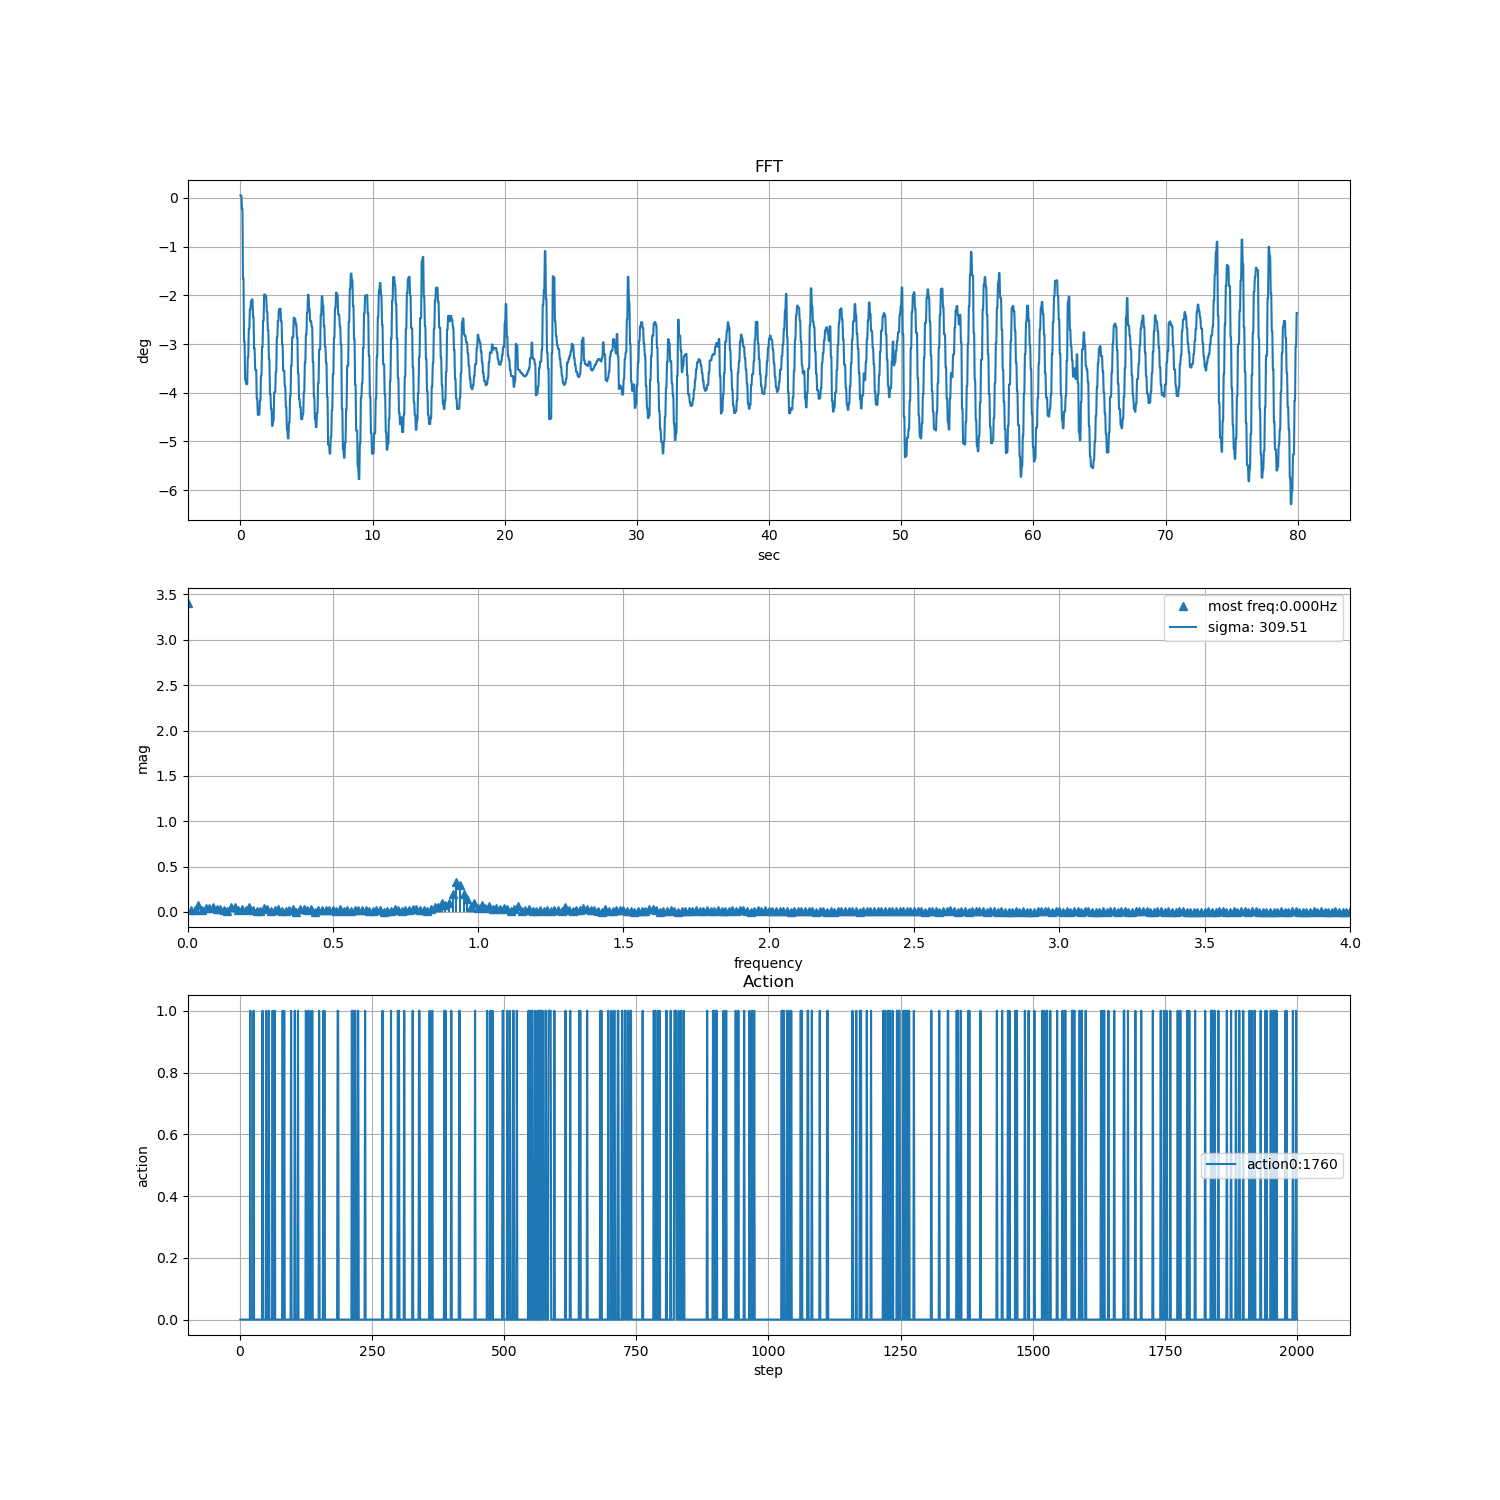 FFT
0
−1
−2
−3
−4
−5
−6
deg
0 10 20 30 40 50 60 70 80
sec
3.5
3.0
2.5
2.0
1.5
1.0
0.5
0.0
mag
most freq:0.000Hz
sigma: 309.51
0.0 0.5 1.0 1.5 2.0 2.5 3.0 3.5 4.0
frequency
Action
1.0
0.8
0.6
0.4
0.2
0.0
action
action0:1760
0 250 500 750 1000 1250 1500 1750 2000
step